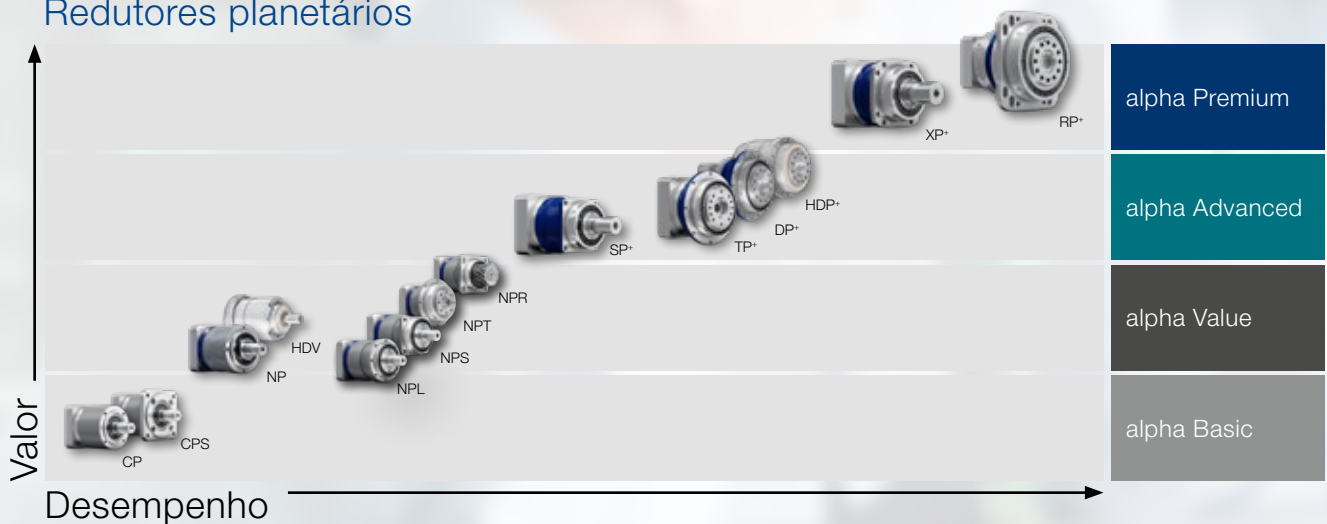 Redutores planetários
alpha Premium
RP+
XP+
alpha Advanced
HDP+
DP+
TP+
SP+
NPR
alpha Value
NPT
HDV
NPS
NP
NPL
alpha Basic
CPS
CP
Valor
Desempenho